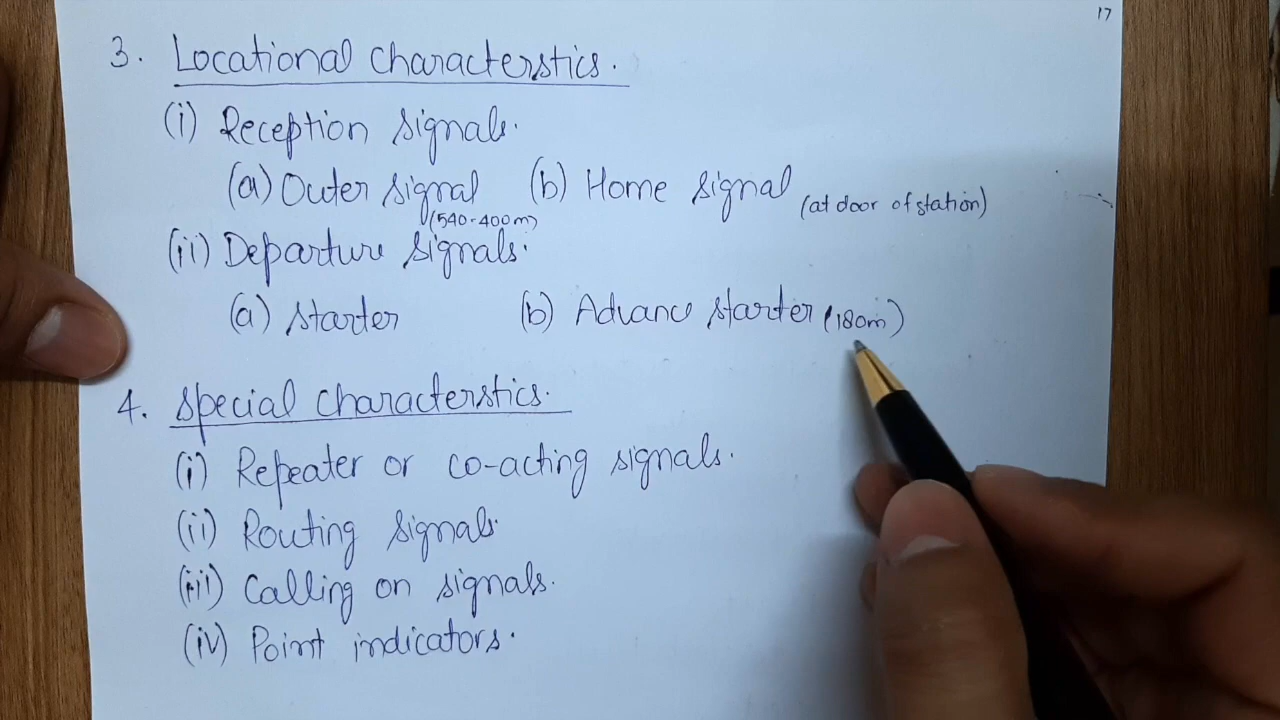 17
3. Locational characterstics.
(i) Reception signals.
(a) Outer signal (b) Home signal (at door of station)
(540-400m)
(ii) Departure signals.
(a) starter (b) Advanc starter (180m)
4. special characterstics.
(i) Repeater or co-acting signals.
(ii) Routing signals.
(iii) Calling on signals.
(iv) Point indicators.